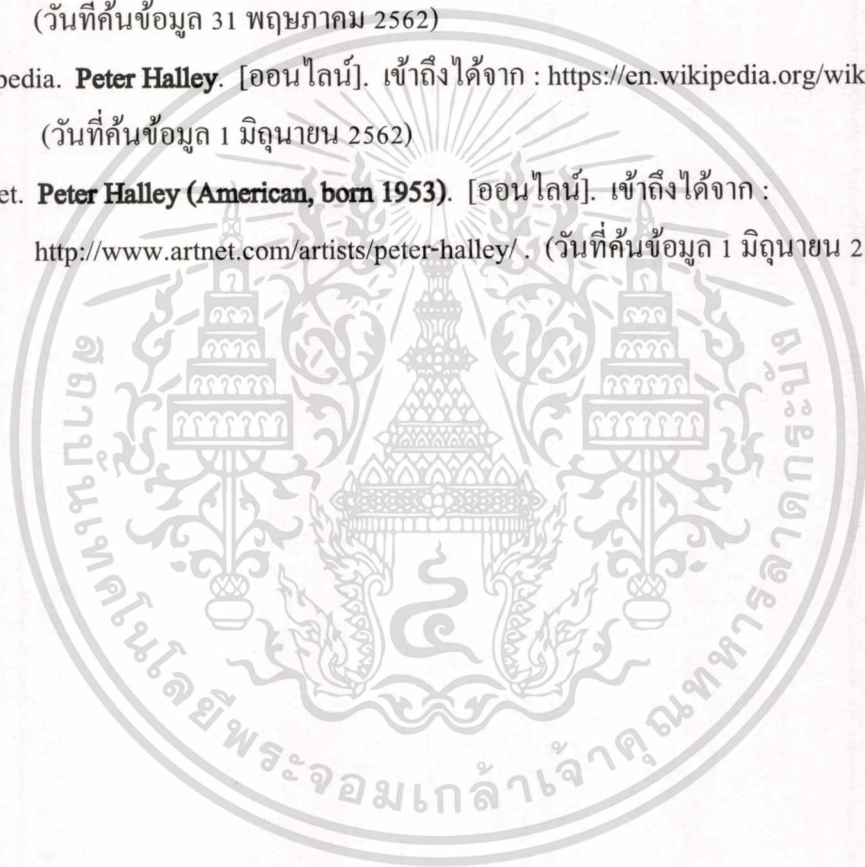 (วันที่ค้นข้อมูล 31 พฤษภาคม 2562)
pedia. Peter Halley. [ออนไลน์]. เข้าถึงได้จาก : https://en.wikipedia.org/wik
(วันที่ค้นข้อมูล 1 มิถุนายน 2562)
et. Peter Halley (American, born 1953). [ออนไลน์]. เข้าถึงได้จาก :
http://www.artnet.com/artists/peter-halley/ . (วันที่ค้นข้อมูล 1 มิถุนายน 2
สถาบันเทคโนโลยีพระจอมเกล้าเจ้าคุณทหารลาดกระบัง